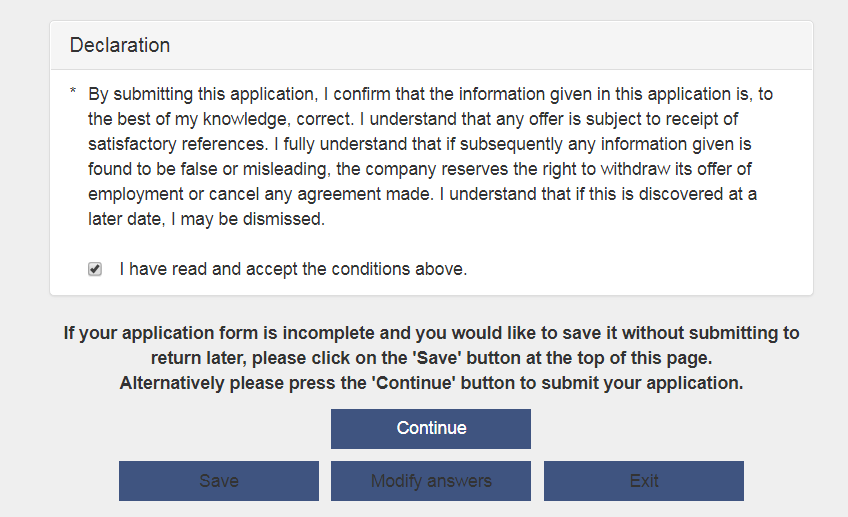 Declaration
* By submitting this application, I confirm that the information given in this application is, to
the best of my knowledge, correct. I understand that any offer is subject to receipt of
satisfactory references. I fully understand that if subsequently any information given is
found to be false or misleading, the company reserves the right to withdraw its offer of
employment or cancel any agreement made. I understand that if this is discovered at a
later date, I may be dismissed.
I have read and accept the conditions above.
If your application form is incomplete and you would like to save it without submitting to
return later, please click on the 'Save' button at the top of this page.
Alternatively please press the 'Continue' button to submit your application.
Continue
Save Modify answers Exit